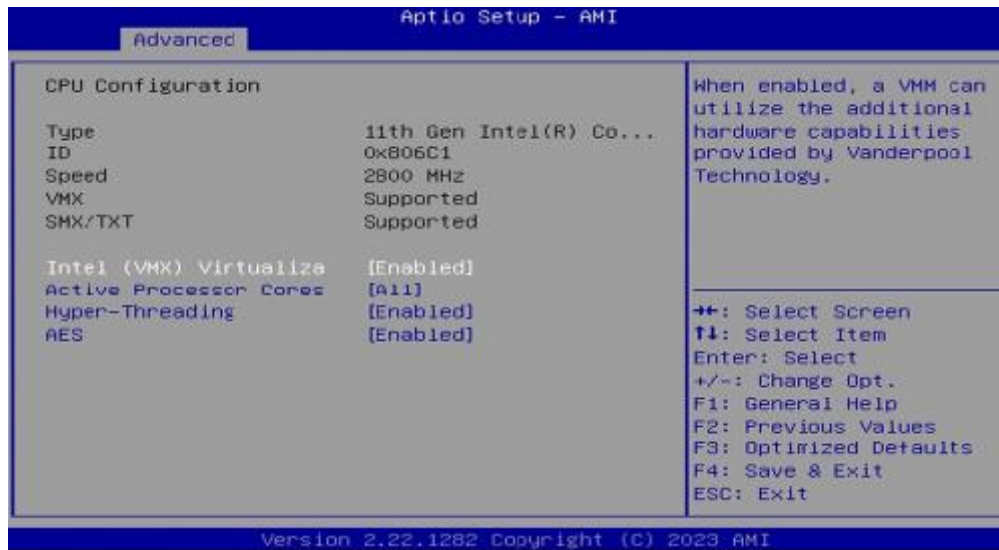 Aptio Setup - AMI
Advanced
CPU Configuration
Type 11th Gen Intel(R) Co...
ID 0x806C1
Speed 2800 MHz
VMX Supported
SMX/TXT Supported
Intel (VMX) Virtualiza [Enabled]
Active Processor Cores [All]
Hyper-Threading [Enabled]
AES [Enabled]
When enabled, a VMM can
utilize the additional
hardware capabilities
provided by Vanderpool
Technology.
→←: Select Screen
↑↓: Select Item
Enter: Select
+/-: Change Opt.
F1: General Help
F2: Previous Values
F3: Optimized Defaults
F4: Save & Exit
ESC: Exit
Version 2.22.1282 Copyright (C) 2023 AMI